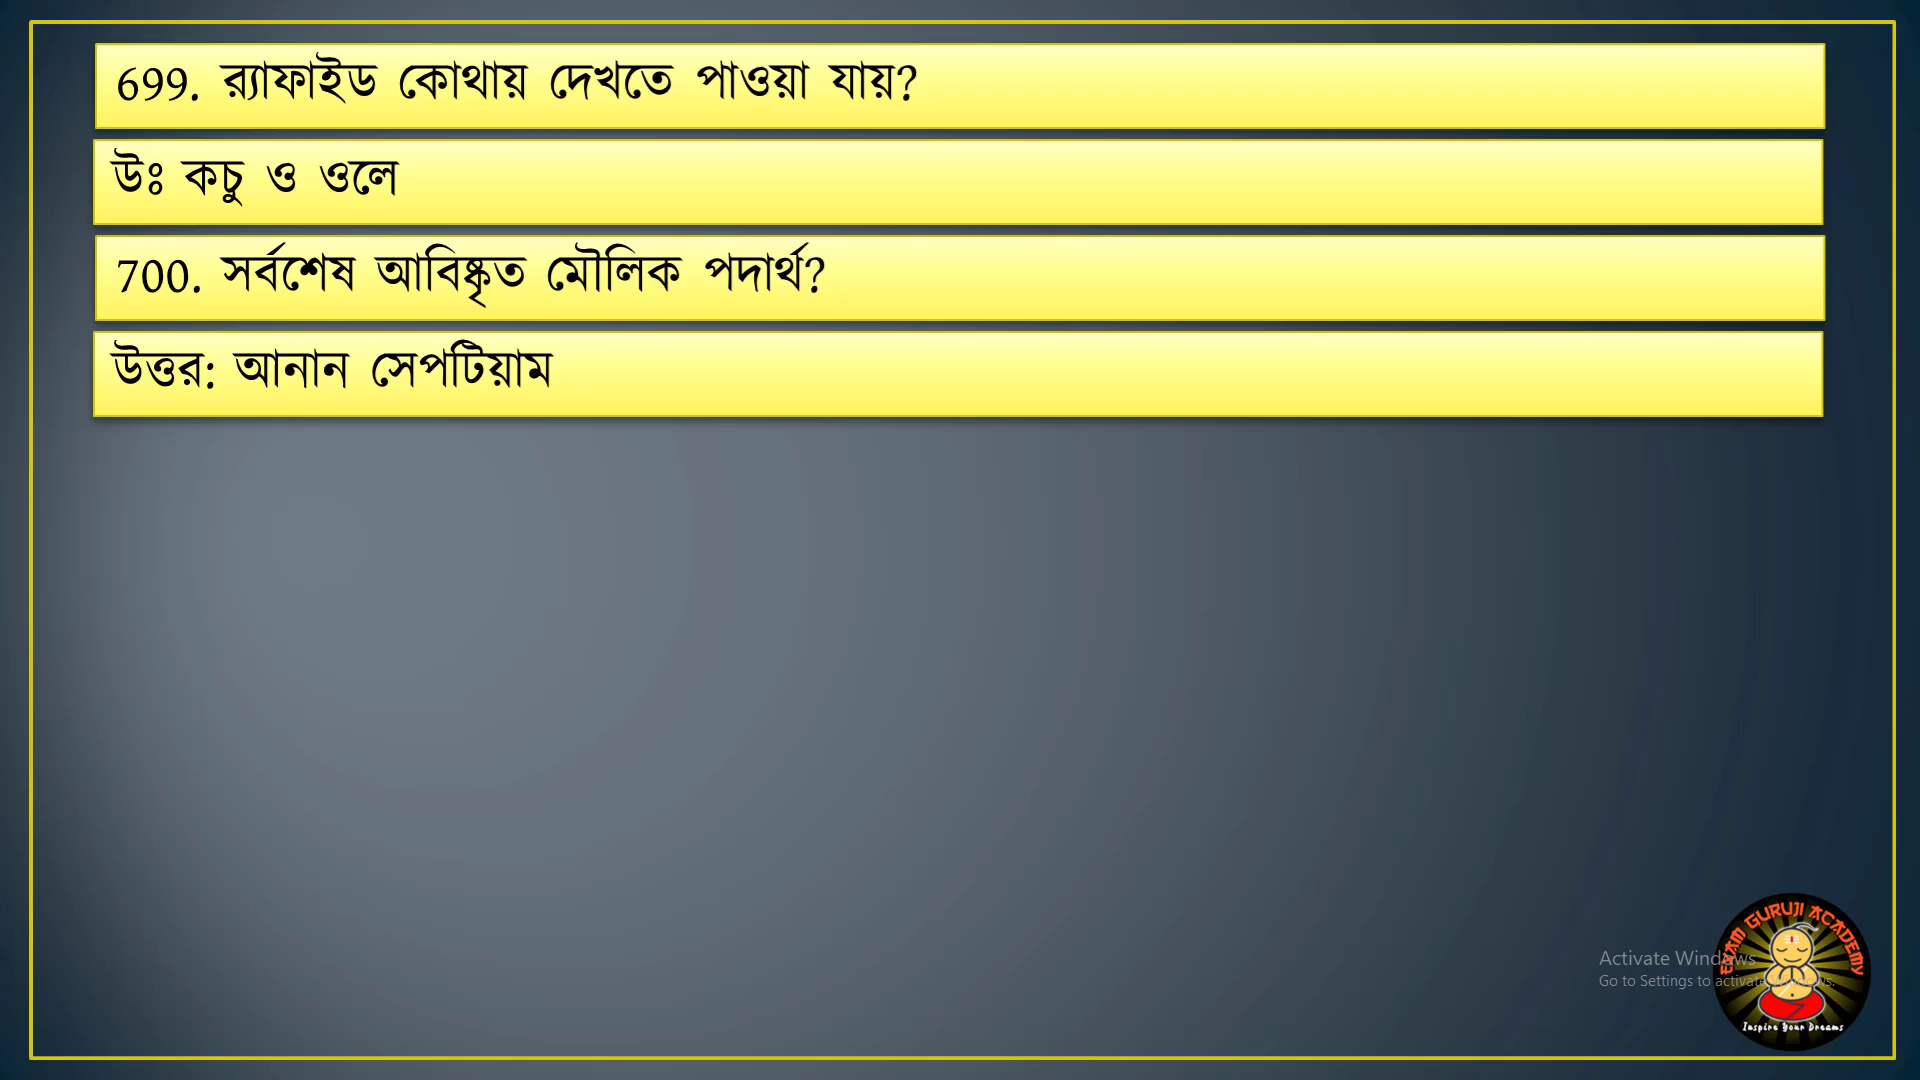 699. র‍্যাফাইড কোথায় দেখতে পাওয়া যায়?
উঃ কচু ও ওলে
700. সর্বশেষ আবিষ্কৃত মৌলিক পদার্থ?
উত্তর: আনান সেপটিয়াম
EXAM GURUJI ACADEMY
Activate Windows
Go to Settings to activate Windows.
Inspire Your Dreams